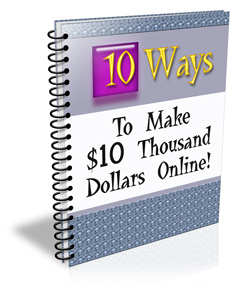 10 Ways
To Make
$10 Thousand
Dollars Online!